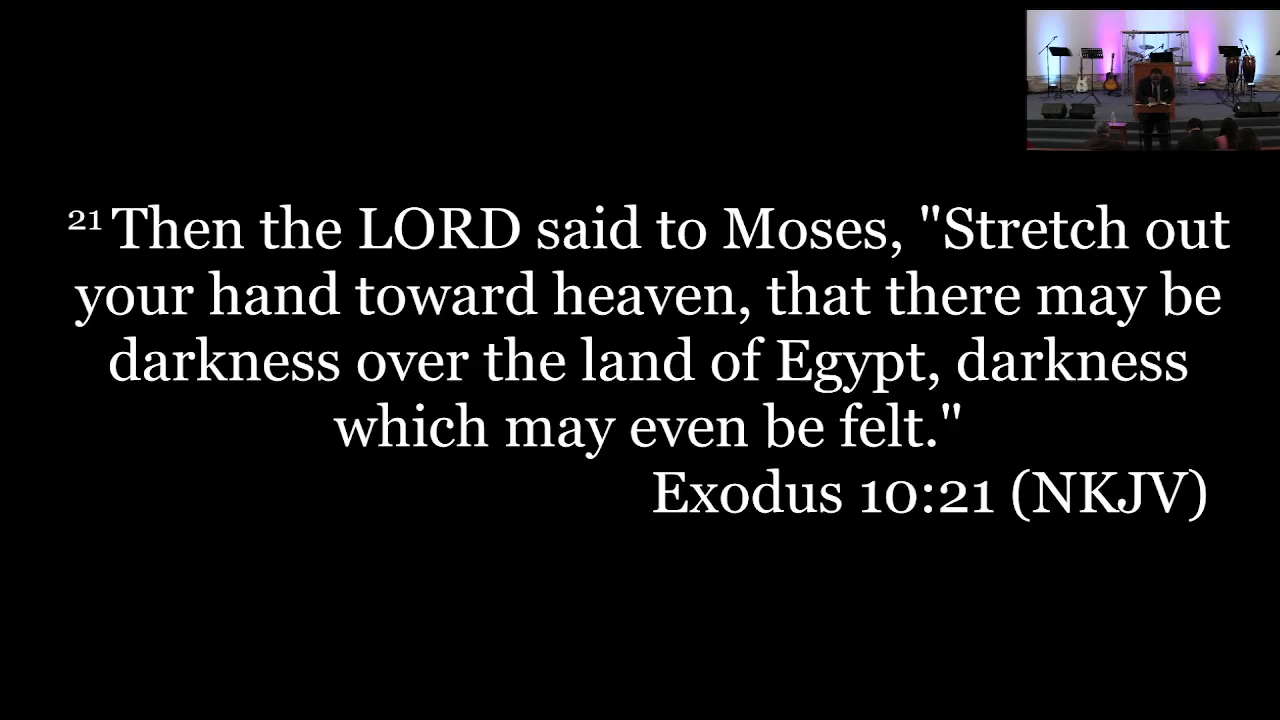 21 Then the LORD said to Moses, "Stretch out
your hand toward heaven, that there may be
darkness over the land of Egypt, darkness
which may even be felt."
Exodus 10:21 (NKJV)